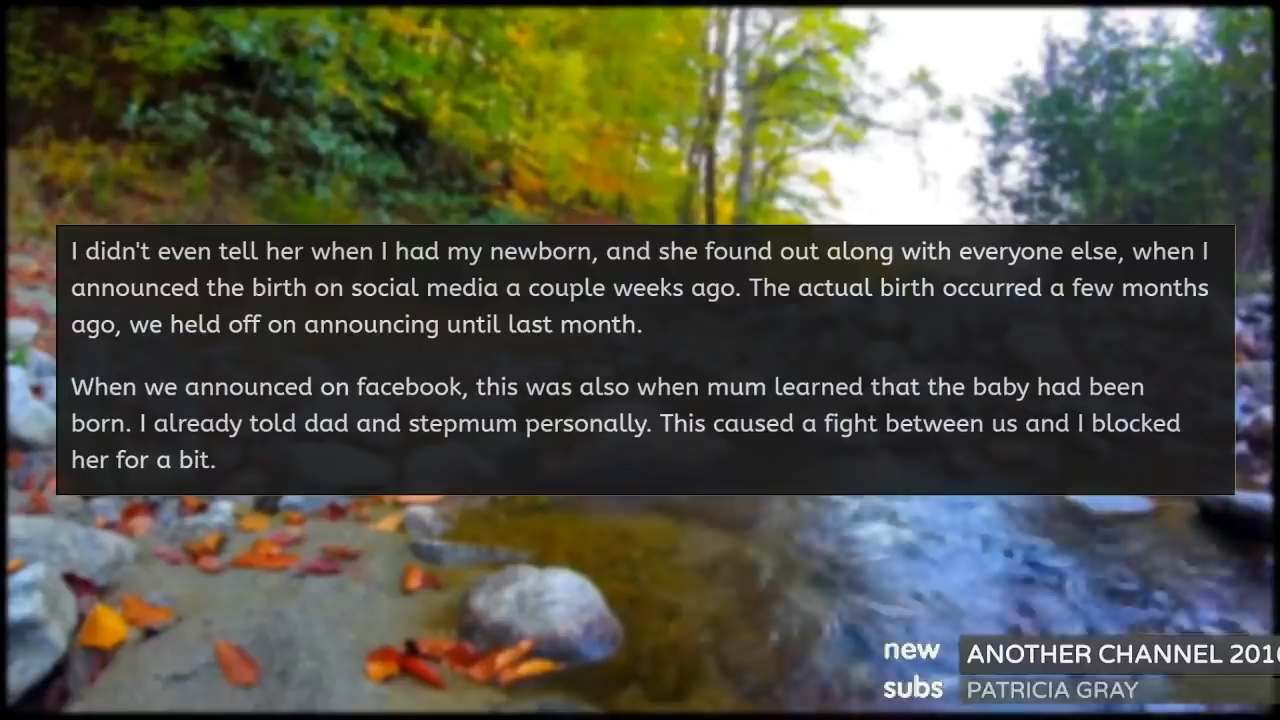 I didn't even tell her when I had my newborn, and she found out along with everyone else, when I
announced the birth on social media a couple weeks ago. The actual birth occurred a few months
ago, we held off on announcing until last month.
When we announced on facebook, this was also when mum learned that the baby had been
born. I already told dad and stepmum personally. This caused a fight between us and I blocked
her for a bit.
new
ANOTHER CHANNEL 201
subs
PATRICIA GRAY